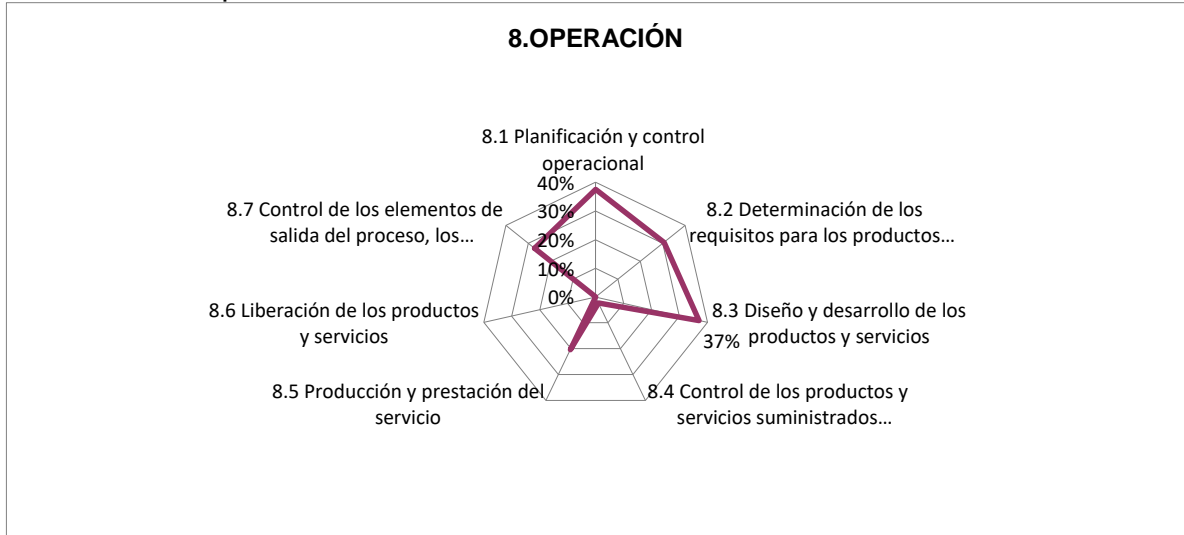 8.OPERACIÓN
8.1 Planificación y control
operacional
40%
30%
20%
10%
0%
8.2 Determinación de los
requisitos para los productos...
8.3 Diseño y desarrollo de los
productos y servicios
37%
8.4 Control de los productos y
servicios suministrados...
8.5 Producción y prestación del
servicio
8.6 Liberación de los productos
y servicios
8.7 Control de los elementos de
salida del proceso, los...